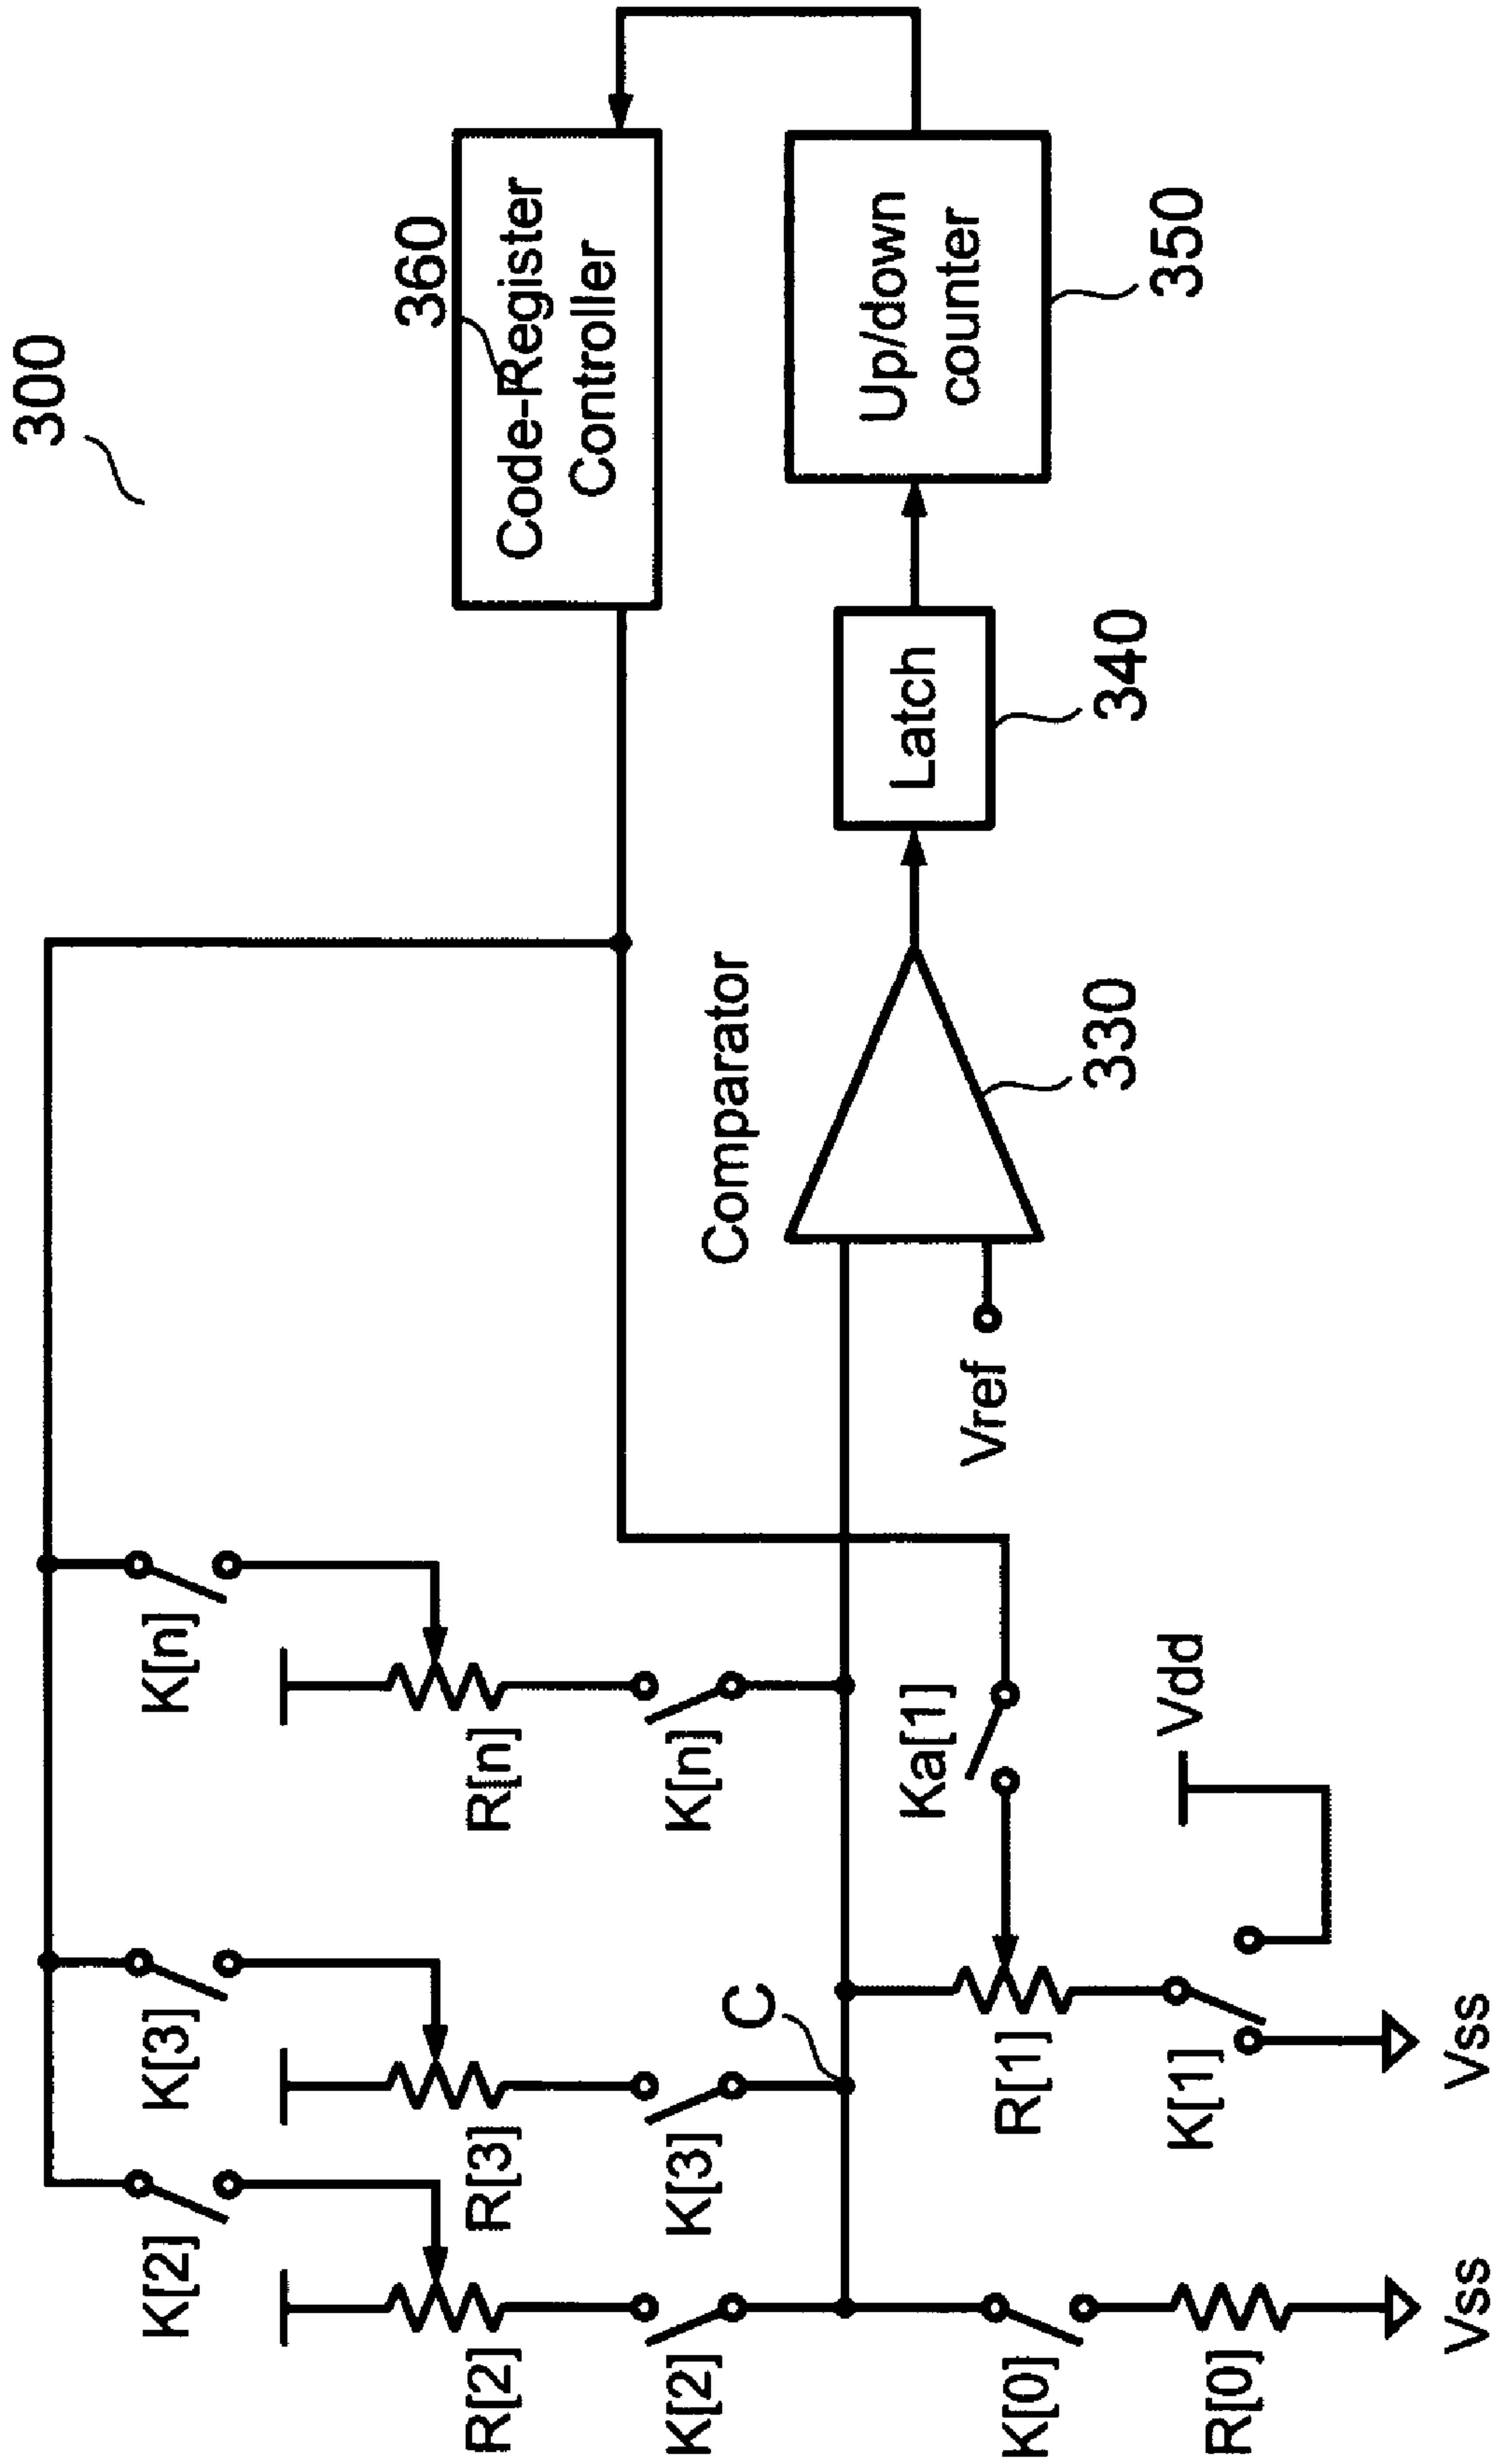 300
K[2]
K[3]
K[n]
360
Code-Register
Controller
R[2]
R[3]
R[n]
K[2]
K[3]
K[n]
C
Comparator
Latch
Up/down
counter
Ka[1]
Vref
K[0]
R[1]
330
340
350
K[1]
Vdd
R[0]
Vss
Vss